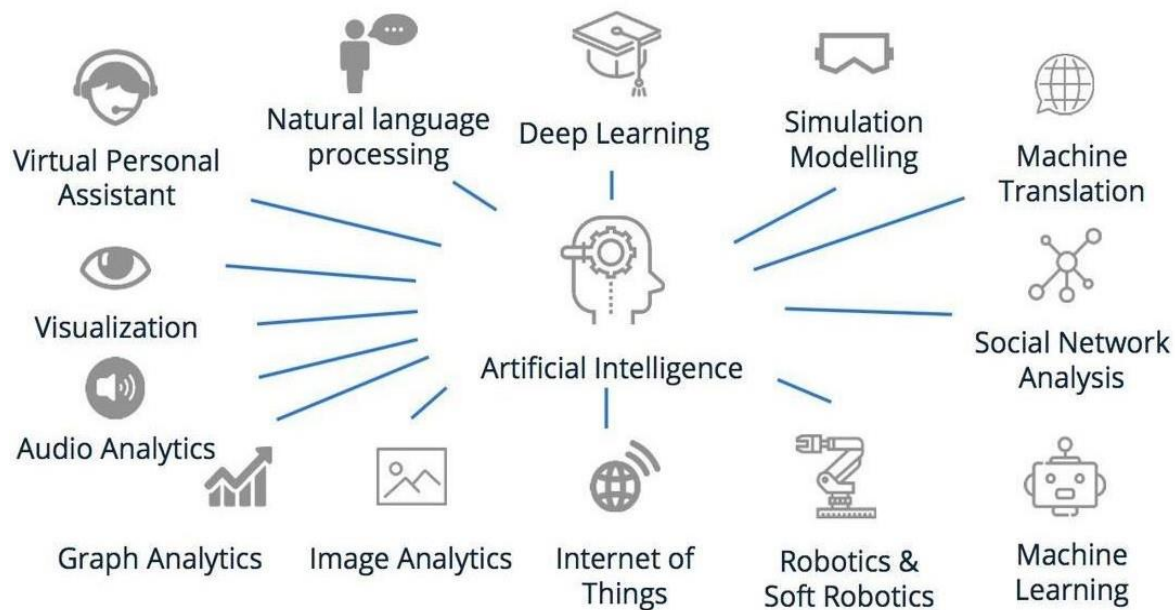 Virtual Personal
Assistant
Natural language
processing
Deep Learning
Simulation
Modelling
Machine
Translation
Visualization
Artificial Intelligence
Social Network
Analysis
Audio Analytics
Graph Analytics
Image Analytics
Internet of
Things
Robotics &
Soft Robotics
Machine
Learning